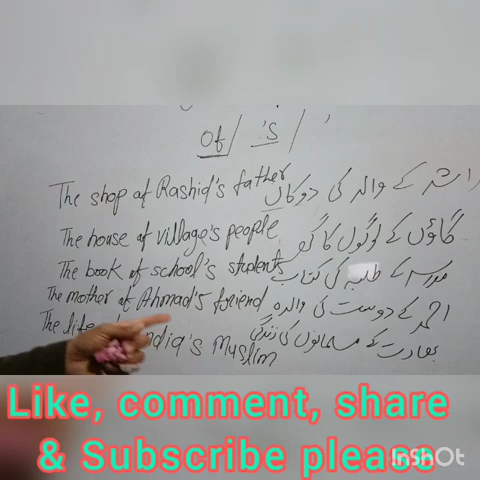 InShot
Of / 's / '
The shop of Rashid's father راشد کے والد کی دوکان
The house of village's people گاؤں کے لوگوں کا گھر
The book of school's students مدرسہ کے طلبہ کی کتاب
The mother of Ahmad's friend احمد کے دوست کی والدہ
The life India's Muslim بھارت کے مسلمانوں کی زندگی
Like, comment, share
& Subscribe please
InShot